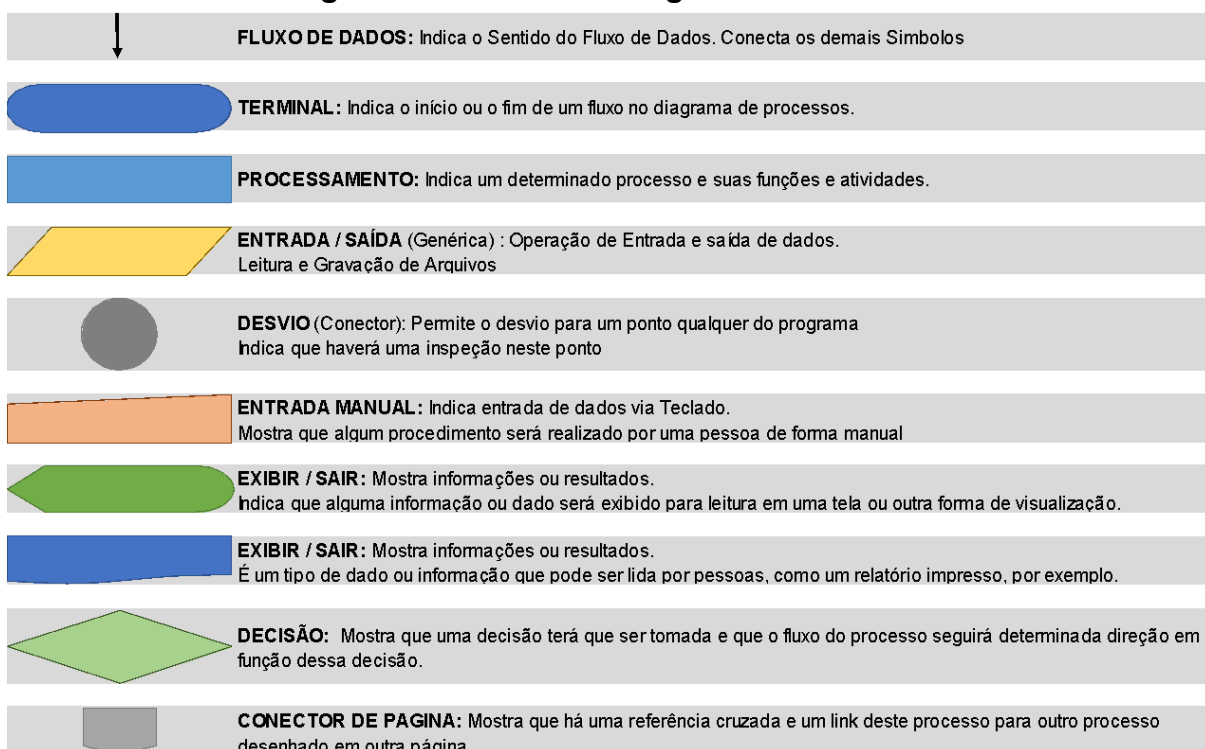 FLUXO DE DADOS: Indica o Sentido do Fluxo de Dados. Conecta os demais Simbolos
TERMINAL: Indica o início ou o fim de um fluxo no diagrama de processos.
PROCESSAMENTO: Indica um determinado processo e suas funções e atividades.
ENTRADA / SAÍDA (Genérica) : Operação de Entrada e saída de dados.
Leitura e Gravação de Arquivos
DESVIO (Conector): Permite o desvio para um ponto qualquer do programa
Indica que haverá uma inspeção neste ponto
ENTRADA MANUAL: Indica entrada de dados via Teclado.
Mostra que algum procedimento será realizado por uma pessoa de forma manual
EXIBIR / SAIR: Mostra informações ou resultados.
Indica que alguma informação ou dado será exibido para leitura em uma tela ou outra forma de visualização.
EXIBIR / SAIR: Mostra informações ou resultados.
É um tipo de dado ou informação que pode ser lida por pessoas, como um relatório impresso, por exemplo.
DECISÃO: Mostra que uma decisão terá que ser tomada e que o fluxo do processo seguirá determinada direção em
função dessa decisão.
CONECTOR DE PAGINA: Mostra que há uma referência cruzada e um link deste processo para outro processo
desenhado em outra página